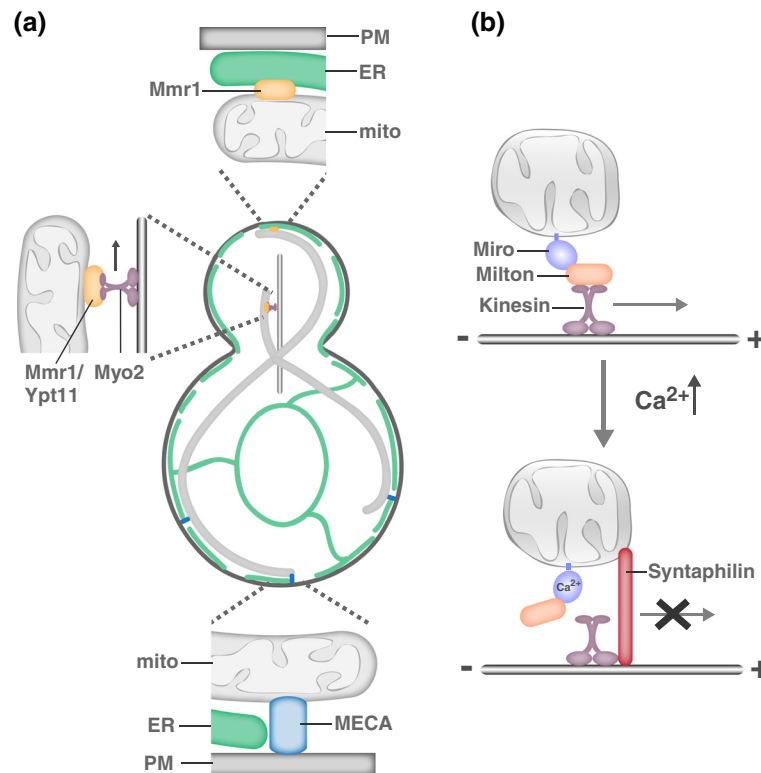 (a)
PM
ER
Mmr1
mito
Mmr1/
Ypt11
Myo2
mito
ER
MECA
PM
(b)
Miro
Milton
Kinesin
- +
Ca2+
Ca2+
Syntaphilin
- +